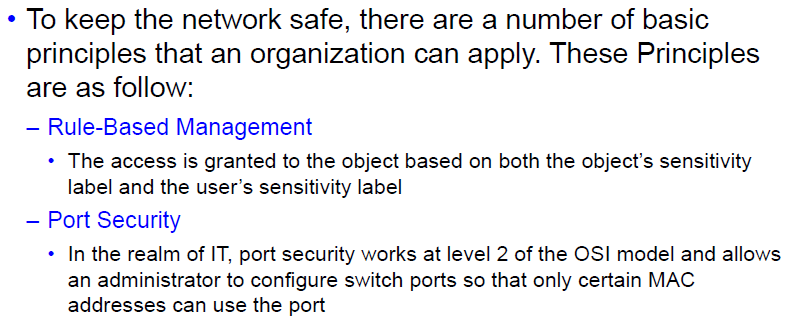 • To keep the network safe, there are a number of basic
principles that an organization can apply. These Principles
are as follow:
– Rule-Based Management
• The access is granted to the object based on both the object's sensitivity
label and the user's sensitivity label
– Port Security
• In the realm of IT, port security works at level 2 of the OSI model and allows
an administrator to configure switch ports so that only certain MAC
addresses can use the port